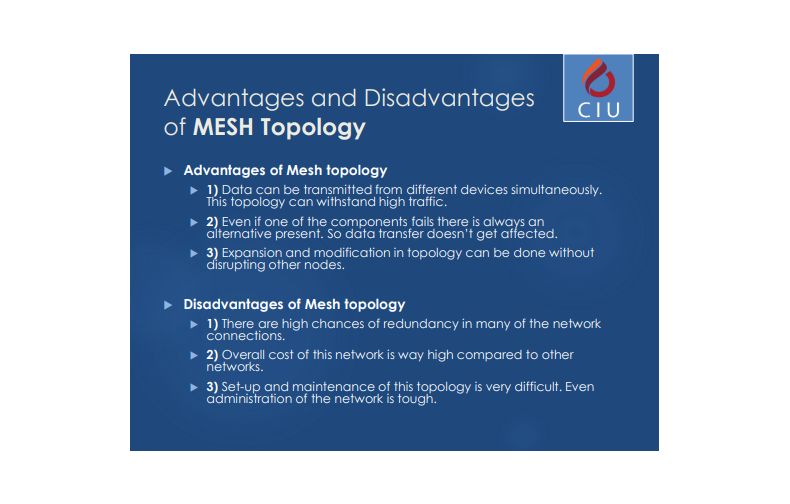 Advantages and Disadvantages
of MESH Topology
CIU
Advantages of Mesh topology
1) Data can be transmitted from different devices simultaneously.
This topology can withstand high traffic.
2) Even if one of the components fails there is always an
alternative present. So data transfer doesn't get affected.
3) Expansion and modification in topology can be done without
disrupting other nodes.
Disadvantages of Mesh topology
1) There are high chances of redundancy in many of the network
connections.
2) Overall cost of this network is way high compared to other
networks.
3) Set-up and maintenance of this topology is very difficult. Even
administration of the network is tough.